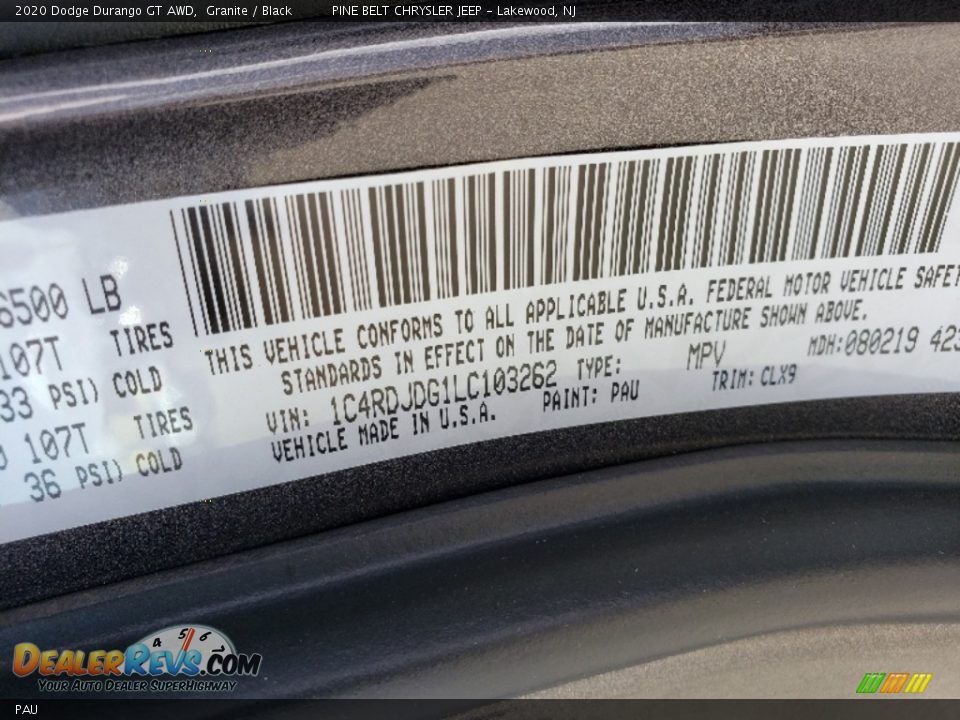 2020 Dodge Durango GT AWD, Granite / Black PINE BELT CHRYSLER JEEP - Lakewood, NJ
6500 LB
107T TIRES
33 PSI) COLD
107T TIRES
36 PSI) COLD
THIS VEHICLE CONFORMS TO ALL APPLICABLE U.S.A. FEDERAL MOTOR VEHICLE SAFET
STANDARDS IN EFFECT ON THE DATE OF MANUFACTURE SHOWN ABOVE.
VIN: 1C4RDJDG1LC103262 TYPE: MPV MDH:080219 423
VEHICLE MADE IN U.S.A. PAINT: PAU TRIM: CLX9
4 5 6
DEALERREVS.COM
YOUR AUTO DEALER SUPERHIGHWAY
PAU